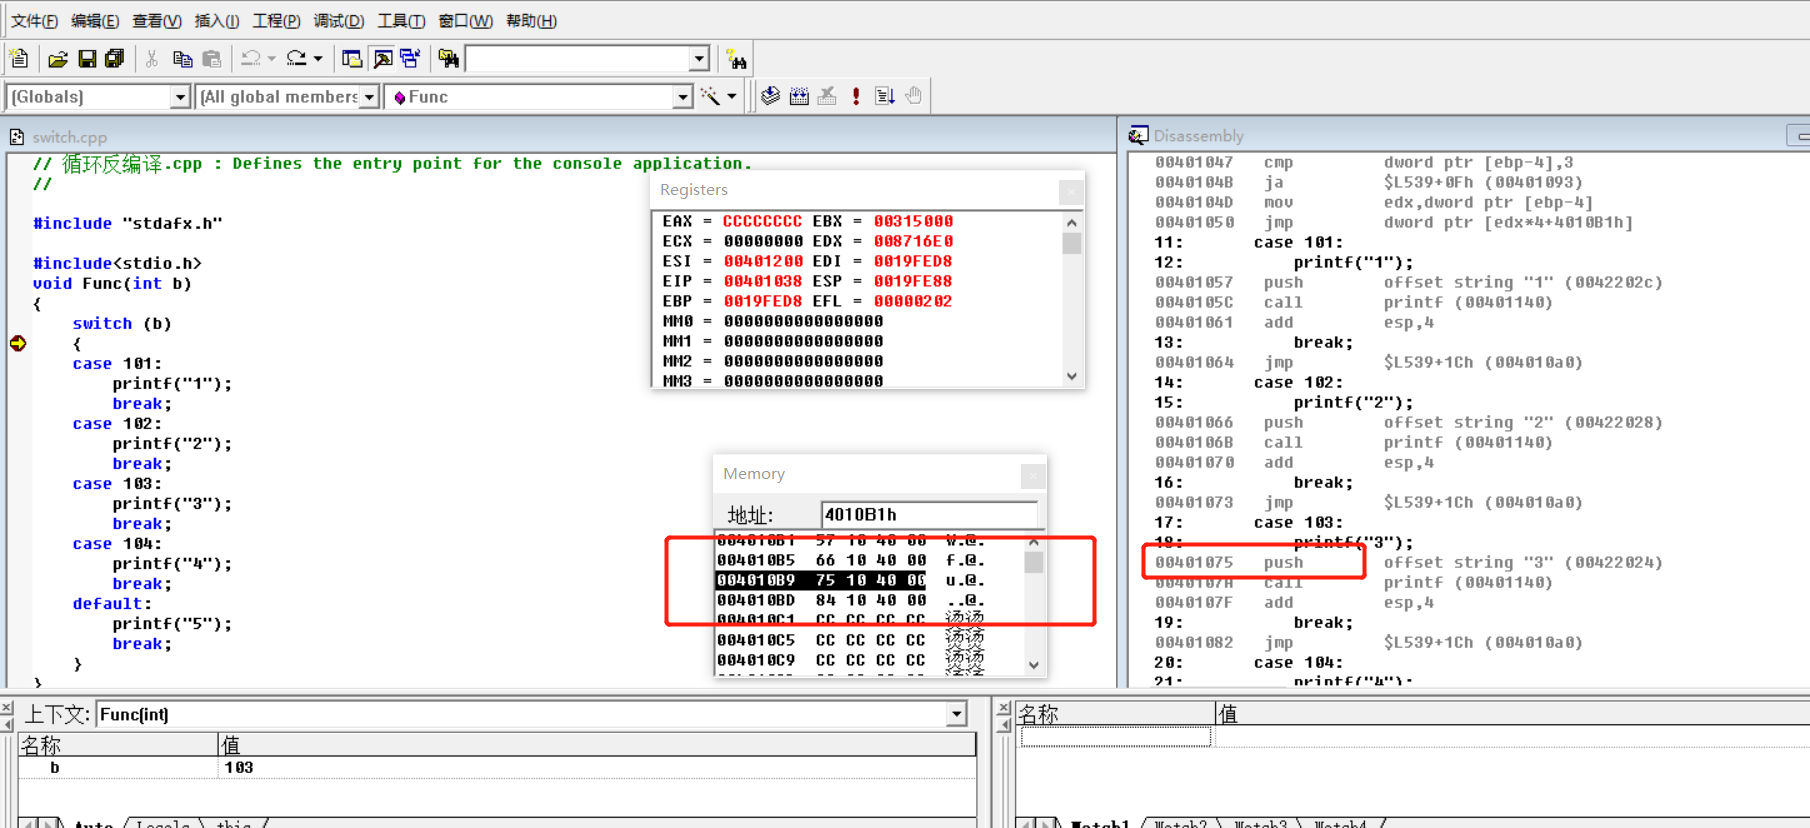 文件(F) 编辑(E) 查看(V) 插入(I) 工程(P) 调试(D) 工具(T) 窗口(W) 帮助(H)
(Globals) (All global members Func
switch.cpp
// 循环反编译.cpp : Defines the entry point for the console application.
//
#include "stdafx.h"
#include<stdio.h>
void Func(int b)
{
switch (b)
{
case 101:
printf("1");
break;
case 102:
printf("2");
break;
case 103:
printf("3");
break;
case 104:
printf("4");
break;
default:
printf("5");
break;
}
}
Registers
EAX = CCCCCCCC EBX = 00315000
ECX = 00000000 EDX = 008716E0
ESI = 00401200 EDI = 0019FED8
EIP = 00401038 ESP = 0019FE88
EBP = 0019FED8 EFL = 00000202
MM0 = 0000000000000000
MM1 = 0000000000000000
MM2 = 0000000000000000
MM3 = 0000000000000000
Memory
地址: 4010B1h
004010B1 57 10 40 00 W.@.
004010B5 66 10 40 00 f.@.
004010B9 75 10 40 00 u.@.
004010BD 84 10 40 00 ..@.
004010C1 CC CC CC CC 烫烫
004010C5 CC CC CC CC 烫烫
004010C9 CC CC CC CC 烫烫
Disassembly
00401047 cmp dword ptr [ebp-4],3
0040104B ja $L539+0Fh (00401093)
0040104D mov edx,dword ptr [ebp-4]
00401050 jmp dword ptr [edx*4+4010B1h]
11: case 101:
12: printf("1");
00401057 push offset string "1" (0042202c)
0040105C call printf (00401140)
00401061 add esp,4
13: break;
00401064 jmp $L539+1Ch (004010a0)
14: case 102:
15: printf("2");
00401066 push offset string "2" (00422028)
0040106B call printf (00401140)
00401070 add esp,4
16: break;
00401073 jmp $L539+1Ch (004010a0)
17: case 103:
18: printf("3");
00401075 push offset string "3" (00422024)
0040107A call printf (00401140)
0040107F add esp,4
19: break;
00401082 jmp $L539+1Ch (004010a0)
20: case 104:
21: printf("4");
上下文: Func(int)
名称 值
b 103
Auto Locals this
名称 值
Watch1 Watch2 Watch3 Watch4